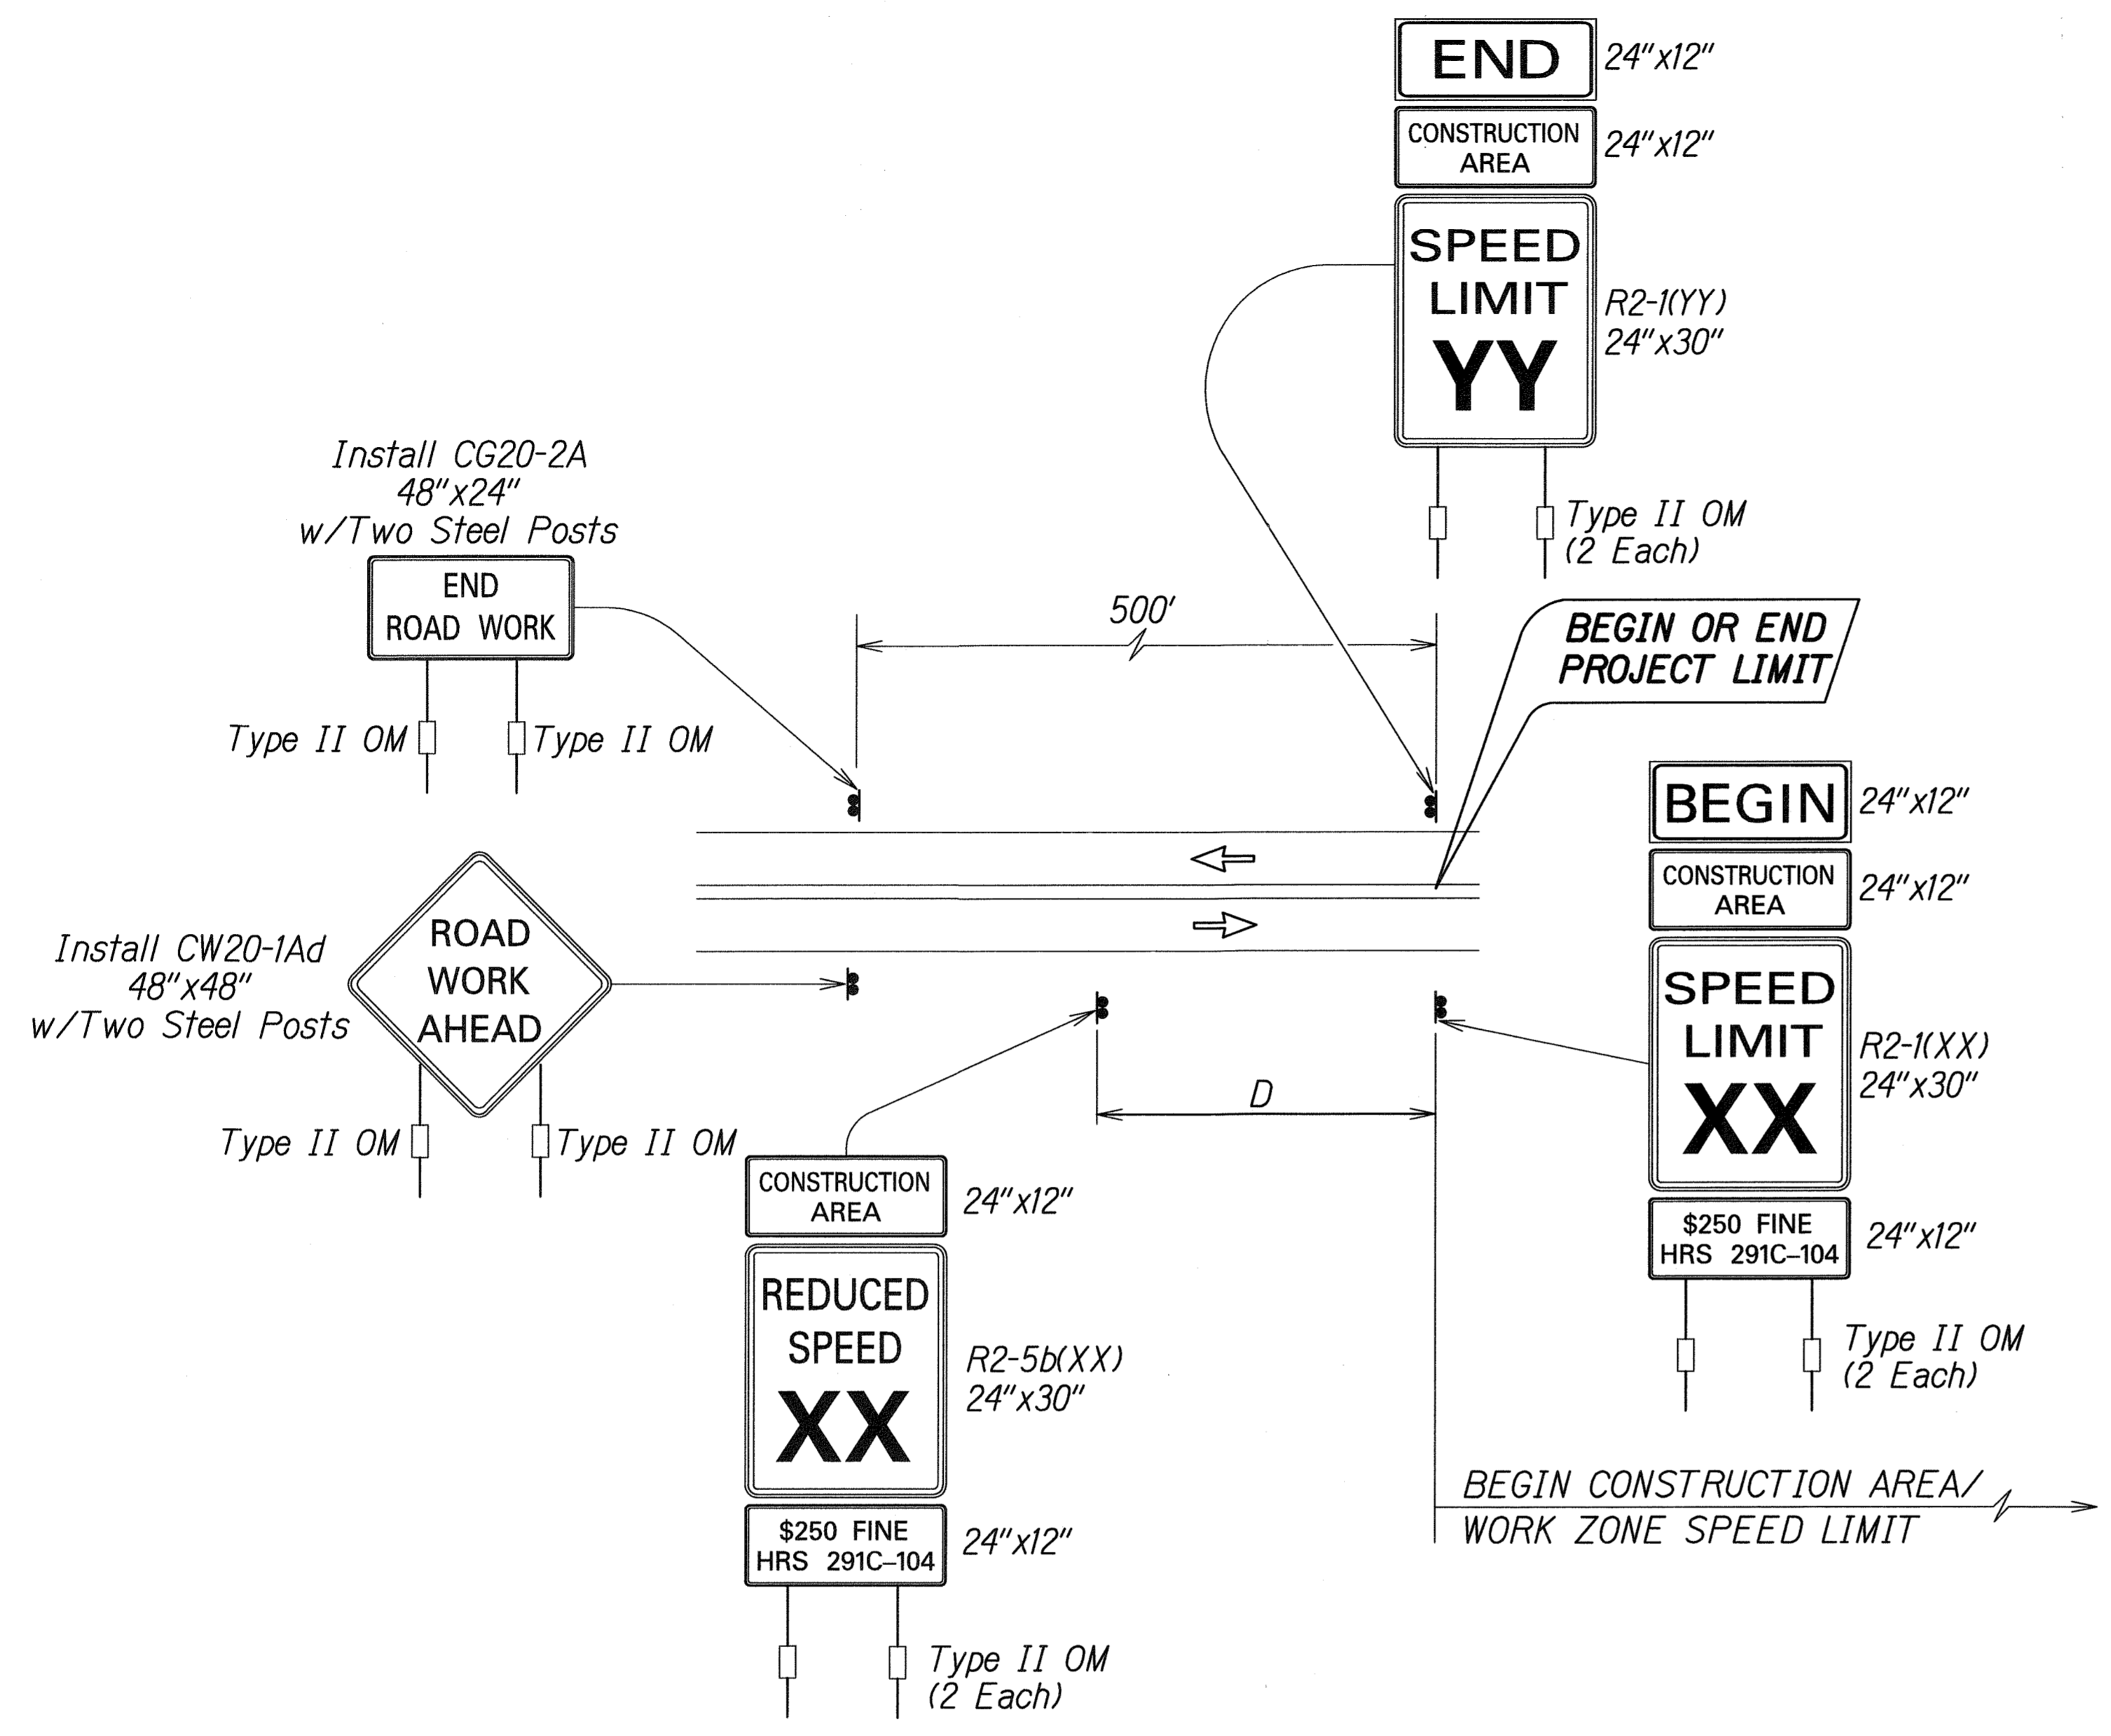 END
24"x12"
CONSTRUCTION
AREA
24"x12"
SPEED
LIMIT
YY
R2-1(YY)
24"x30"
Type II OM
(2 Each)
Install CG20-2A
48"x24"
w/Two Steel Posts
END
ROAD WORK
Type II OM
Type II OM
500'
BEGIN OR END
PROJECT LIMIT
BEGIN
24"x12"
CONSTRUCTION
AREA
24"x12"
SPEED
LIMIT
XX
R2-1(XX)
24"x30"
$250 FINE
HRS 291C–104
24"x12"
Type II OM
(2 Each)
Install CW20-1Ad
48"x48"
w/Two Steel Posts
ROAD
WORK
AHEAD
Type II OM
Type II OM
D
CONSTRUCTION
AREA
24"x12"
REDUCED
SPEED
XX
R2-5b(XX)
24"x30"
$250 FINE
HRS 291C–104
24"x12"
Type II OM
(2 Each)
BEGIN CONSTRUCTION AREA/
WORK ZONE SPEED LIMIT